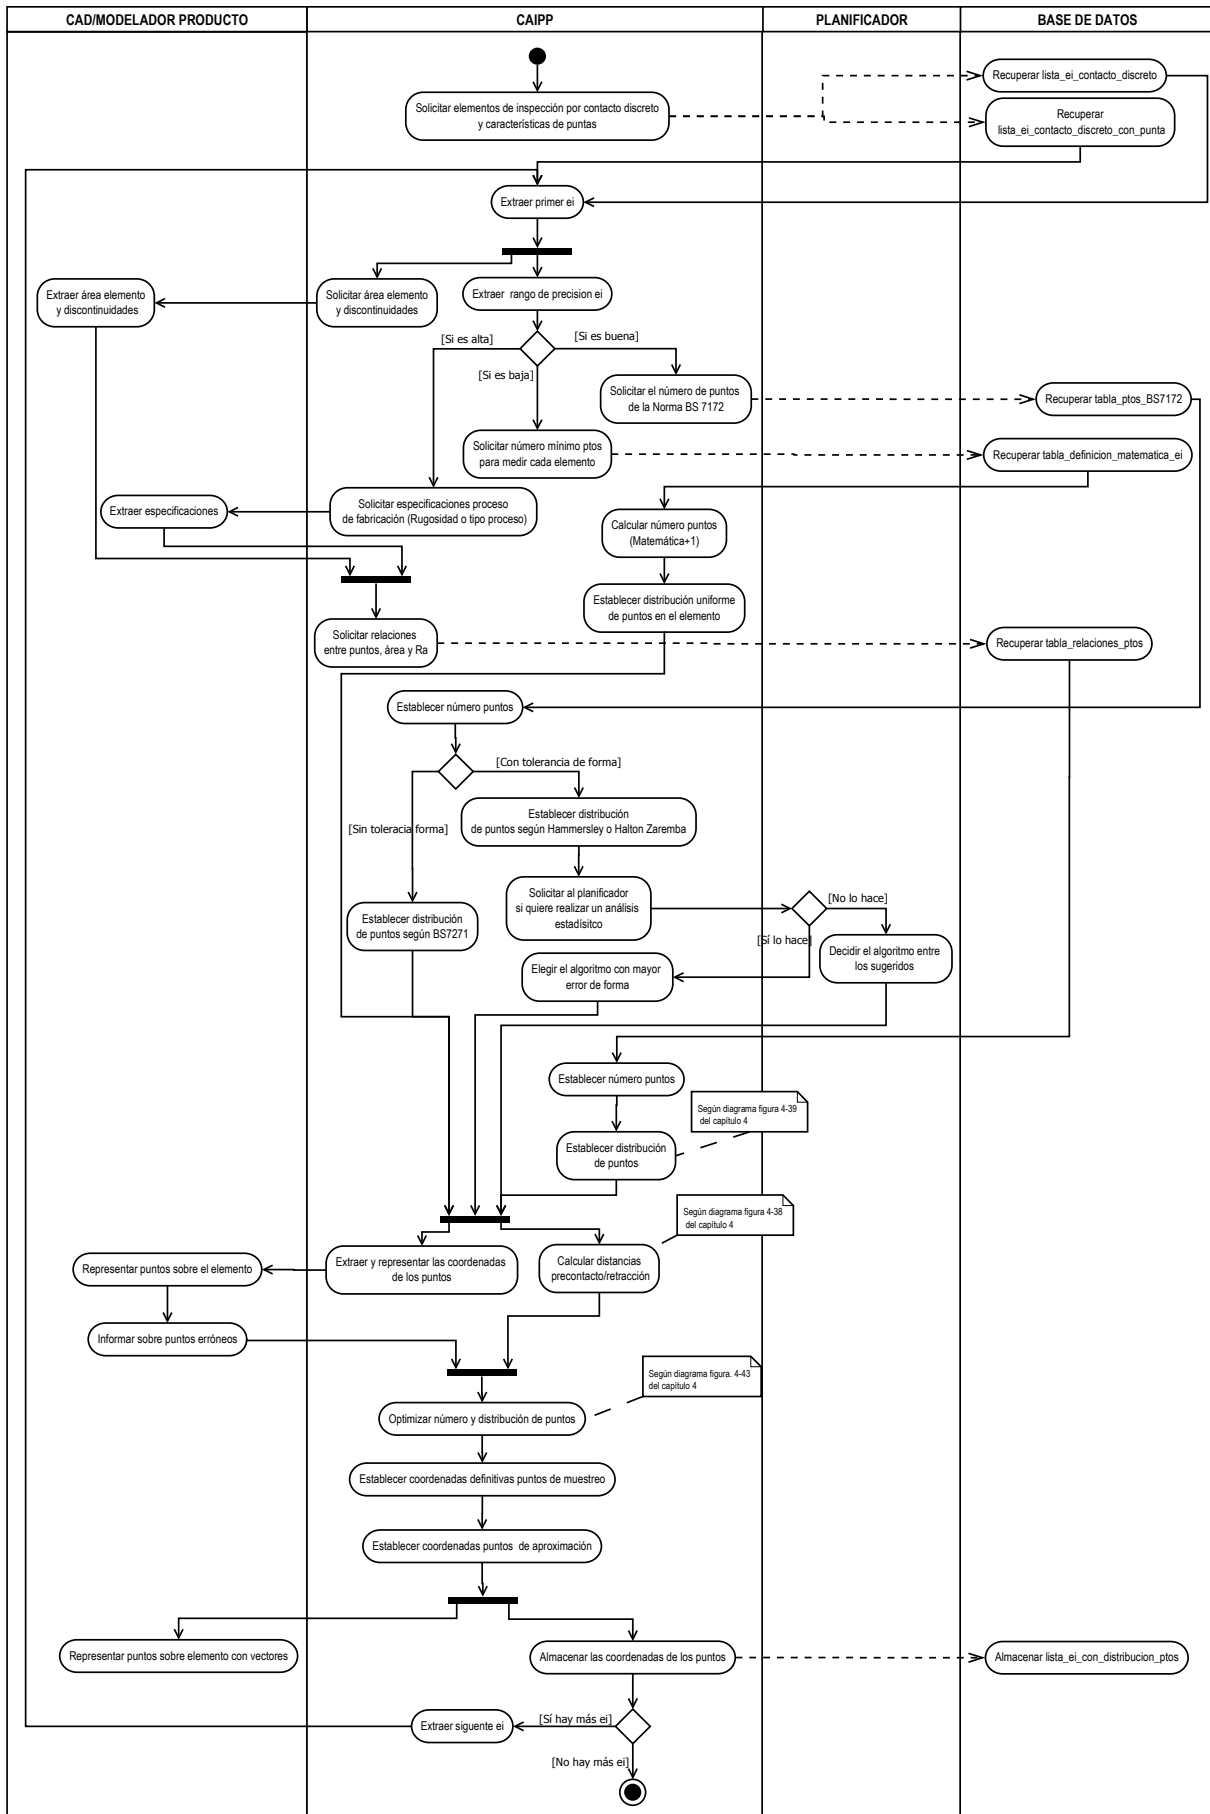 CAD/MODELADOR PRODUCTO
CAIPP
PLANIFICADOR
BASE DE DATOS
Recuperar lista_ei_contacto_discreto
Solicitar elementos de inspección por contacto discreto
y características de puntas
Recuperar
lista_ei_contacto_discreto_con_punta
Extraer primer ei
Extraer área elemento
y discontinuidades
Solicitar área elemento
y discontinuidades
Extraer rango de precision ei
[Si es alta]
[Si es buena]
[Si es baja]
Solicitar el número de puntos
de la Norma BS 7172
Recuperar tabla_ptos_BS7172
Solicitar número mínimo ptos
para medir cada elemento
Recuperar tabla_definicion_matematica_ei
Extraer especificaciones
Solicitar especificaciones proceso
de fabricación (Rugosidad o tipo proceso)
Calcular número puntos
(Matemática+1)
Establecer distribución uniforme
de puntos en el elemento
Solicitar relaciones
entre puntos, área y Ra
Recuperar tabla_relaciones_ptos
Establecer número puntos
[Con tolerancia de forma]
[Sin toleracia forma]
Establecer distribución
de puntos según Hammersley o Halton Zaremba
Solicitar al planificador
si quiere realizar un análisis
estadísitco
[No lo hace]
[Sí lo hace]
Establecer distribución
de puntos según BS7271
Decidir el algoritmo entre
los sugeridos
Elegir el algoritmo con mayor
error de forma
Establecer número puntos
Según diagrama figura 4-39
del capítulo 4
Establecer distribución
de puntos
Según diagrama figura 4-38
del capítulo 4
Representar puntos sobre el elemento
Extraer y representar las coordenadas
de los puntos
Calcular distancias
precontacto/retracción
Informar sobre puntos erróneos
Según diagrama figura. 4-43
del capítulo 4
Optimizar número y distribución de puntos
Establecer coordenadas definitivas puntos de muestreo
Establecer coordenadas puntos de aproximación
Representar puntos sobre elemento con vectores
Almacenar las coordenadas de los puntos
Almacenar lista_ei_con_distribucion_ptos
Extraer siguente ei
[Sí hay más ei]
[No hay más ei]